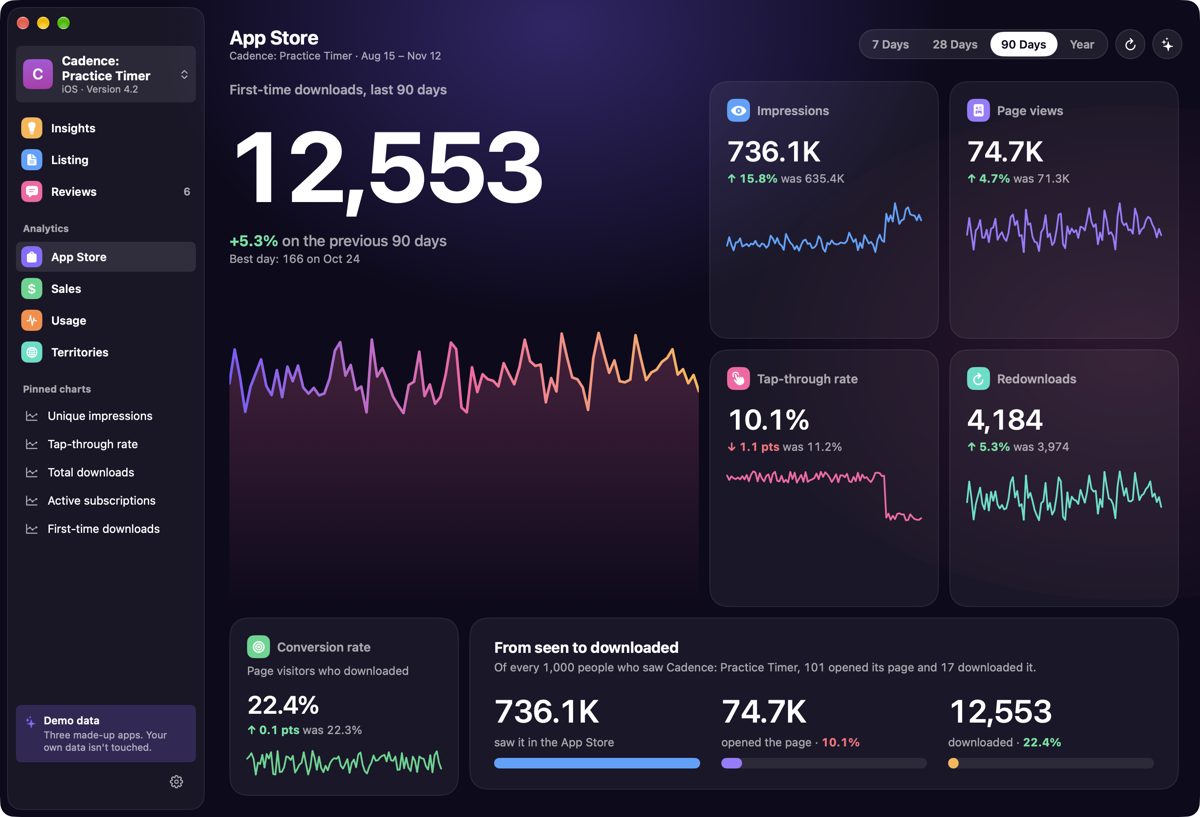 C
Cadence:
Practice Timer
iOS · Version 4.2
Insights
Listing
Reviews 6
Analytics
App Store
$ Sales
Usage
Territories
Pinned charts
Unique impressions
Tap-through rate
Total downloads
Active subscriptions
First-time downloads
Demo data
Three made-up apps. Your
own data isn't touched.
App Store
Cadence: Practice Timer · Aug 15 – Nov 12
7 Days 28 Days 90 Days Year
First-time downloads, last 90 days
12,553
+5.3% on the previous 90 days
Best day: 166 on Oct 24
Impressions
736.1K
↑ 15.8% was 635.4K
Page views
74.7K
↑ 4.7% was 71.3K
Tap-through rate
10.1%
↓ 1.1 pts was 11.2%
Redownloads
4,184
↑ 5.3% was 3,974
Conversion rate
Page visitors who downloaded
22.4%
↑ 0.1 pts was 22.3%
From seen to downloaded
Of every 1,000 people who saw Cadence: Practice Timer, 101 opened its page and 17 downloaded it.
736.1K
saw it in the App Store
74.7K
opened the page · 10.1%
12,553
downloaded · 22.4%